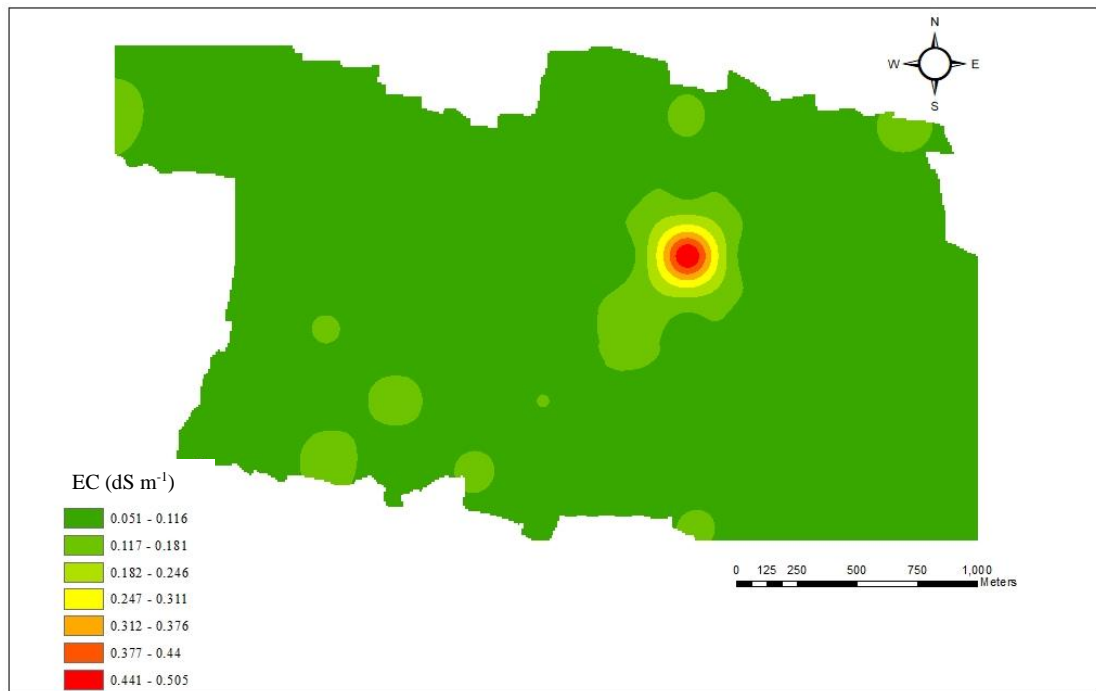 N
W E
S
EC (dS m-1)
0.051 - 0.116
0.117 - 0.181
0.182 - 0.246
0.247 - 0.311
0.312 - 0.376
0.377 - 0.44
0.441 - 0.505
0 125 250 500 750 1,000
Meters